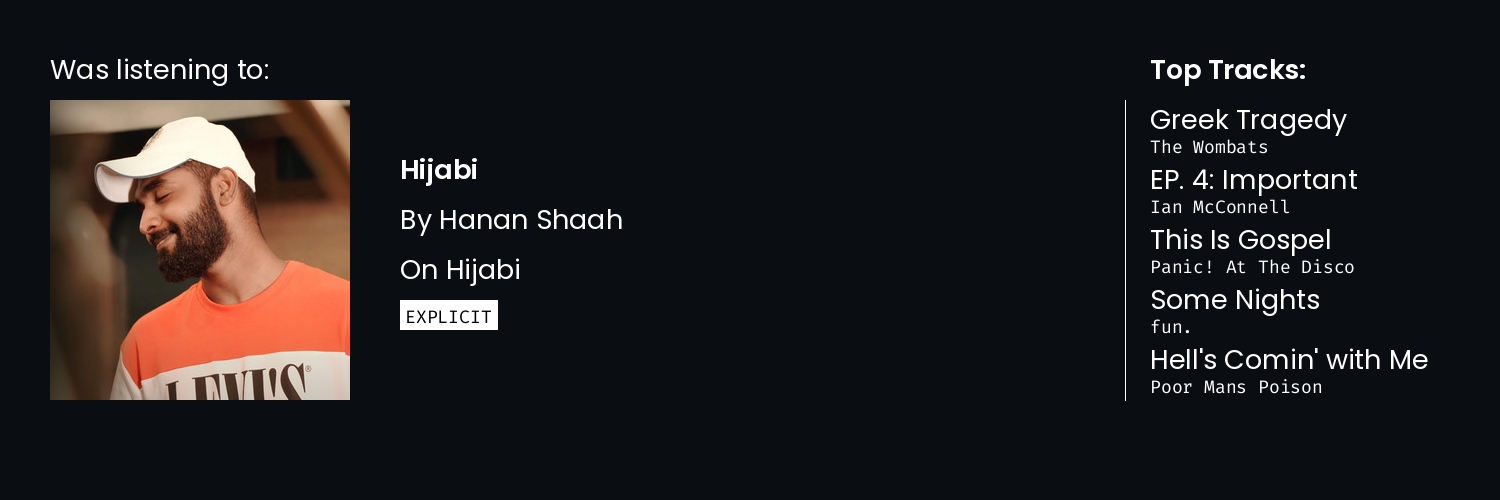 Was listening to:
Hijabi
By Hanan Shaah
On Hijabi
EXPLICIT
LEVI'S®
Top Tracks:
Greek Tragedy
The Wombats
EP. 4: Important
Ian McConnell
This Is Gospel
Panic! At The Disco
Some Nights
fun.
Hell's Comin' with Me
Poor Mans Poison